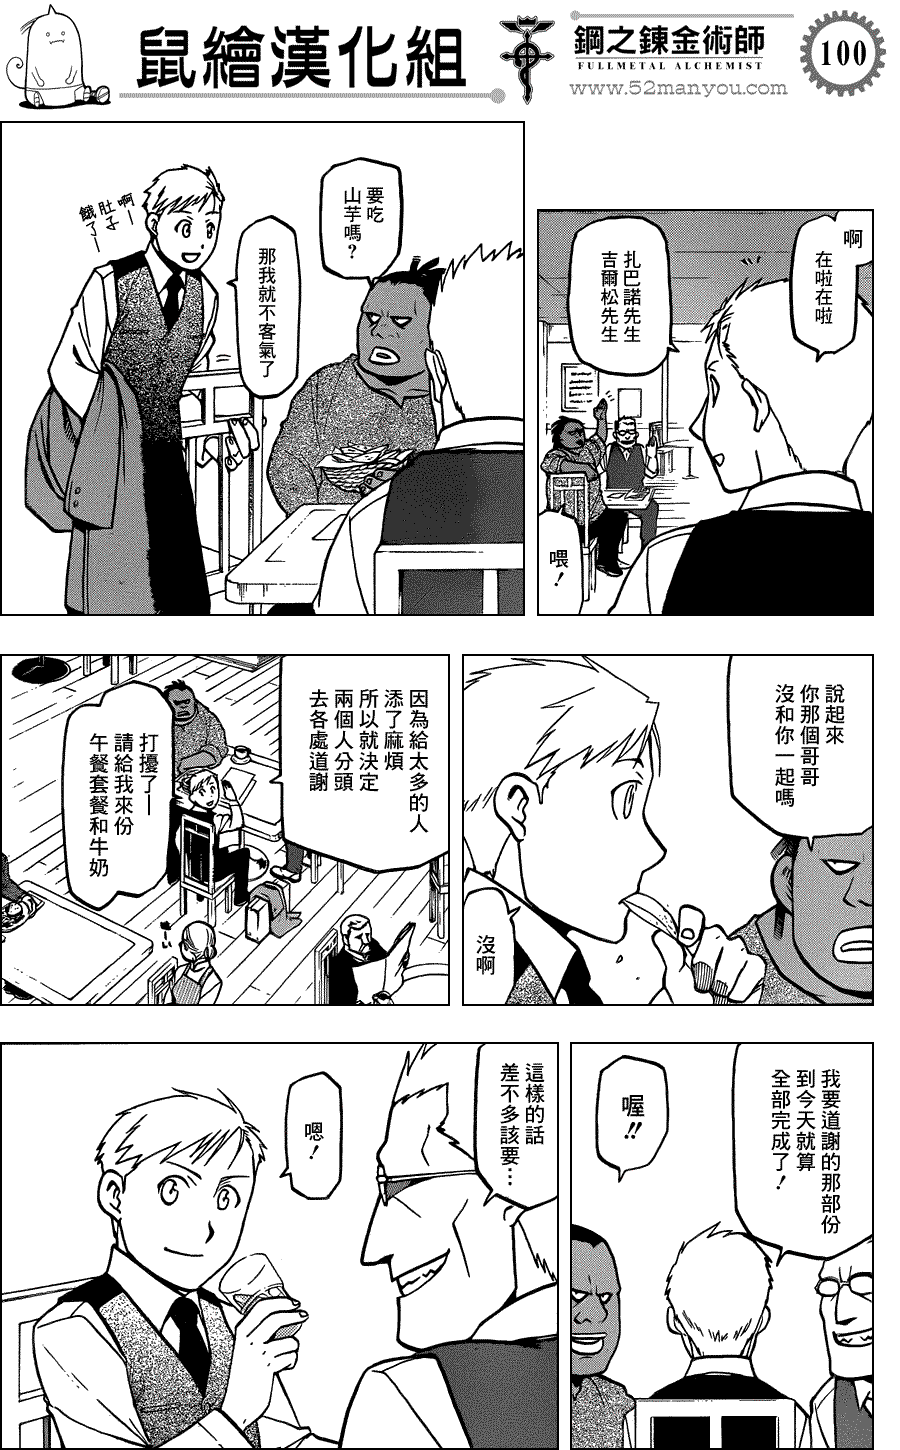 鼠繪漢化組
鋼之鍊金術師
FULLMETAL ALCHEMIST
www.52manyou.com
100
啊
在啦在啦
扎巴諾先生
吉爾松先生
喂！
要吃
山芋嗎？
那我就不客氣了
啊—
肚子
餓了—
說起來
你那個哥哥
沒和你一起嗎
沒啊
因為給太多的人
添了麻煩
所以就決定
兩個人分頭
去各處道謝
打擾了—
請給我來份
午餐套餐和牛奶
我要道謝的那部份
到今天就算
全部完成了！
喔！！
這樣的話
差不多該要…
嗯！